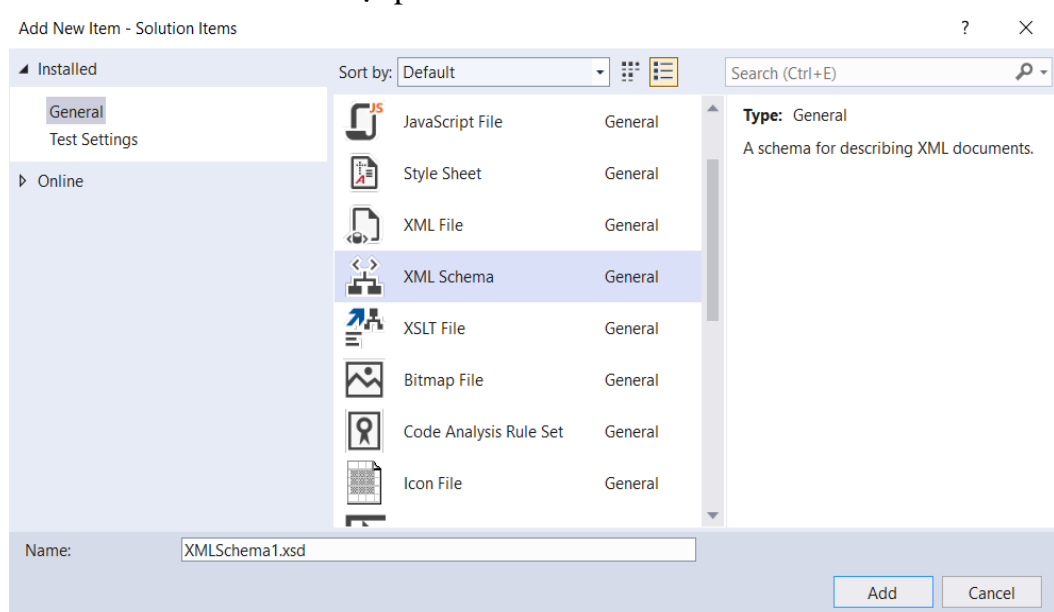 Add New Item - Solution Items
? 
Installed
General
Test Settings
Online
Sort by: Default
JavaScript File General
Style Sheet General
XML File General
XML Schema General
XSLT File General
Bitmap File General
Code Analysis Rule Set General
Icon File General
Search (Ctrl+E)
Type: General
A schema for describing XML documents.
Name: XMLSchema1.xsd
Add Cancel